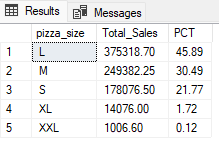 Results Messages
pizza_size Total_Sales PCT
1 L 375318.70 45.89
2 M 249382.25 30.49
3 S 178076.50 21.77
4 XL 14076.00 1.72
5 XXL 1006.60 0.12